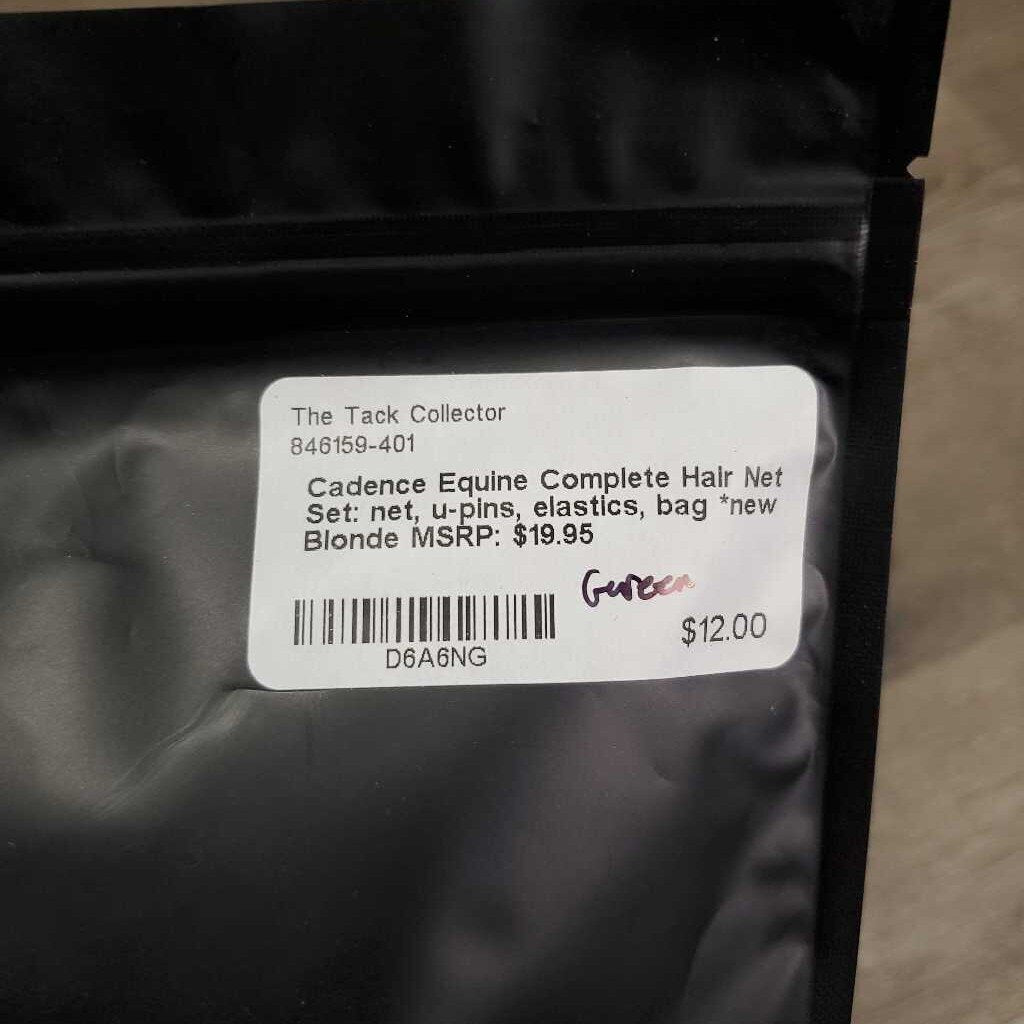 The Tack Collector
846159-401
Cadence Equine Complete Hair Net
Set: net, u-pins, elastics, bag *new
Blonde MSRP: $19.95
Green
$12.00
D6A6NG